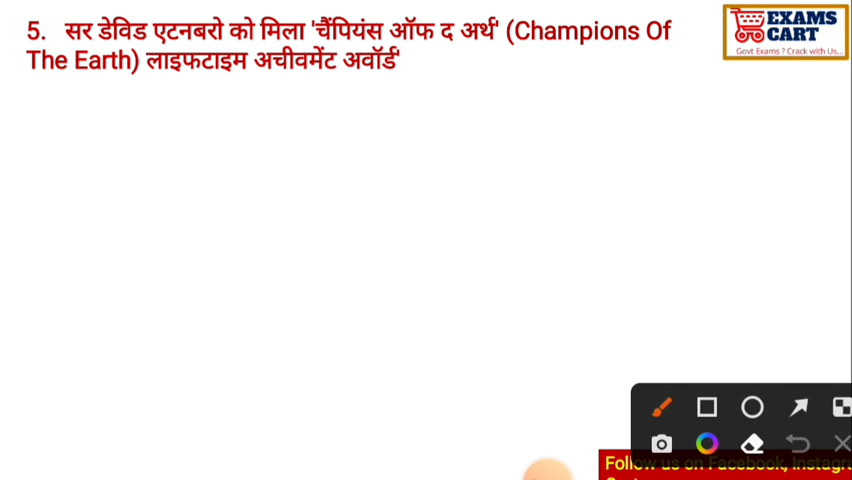 5. सर डेविड एटनबरो को मिला 'चैंपियंस ऑफ द अर्थ' (Champions Of
The Earth) लाइफटाइम अचीवमेंट अवॉर्ड'
EXAMS
CART
Govt Exams ? Crack with Us...
Follow us on Facebook, Instagr